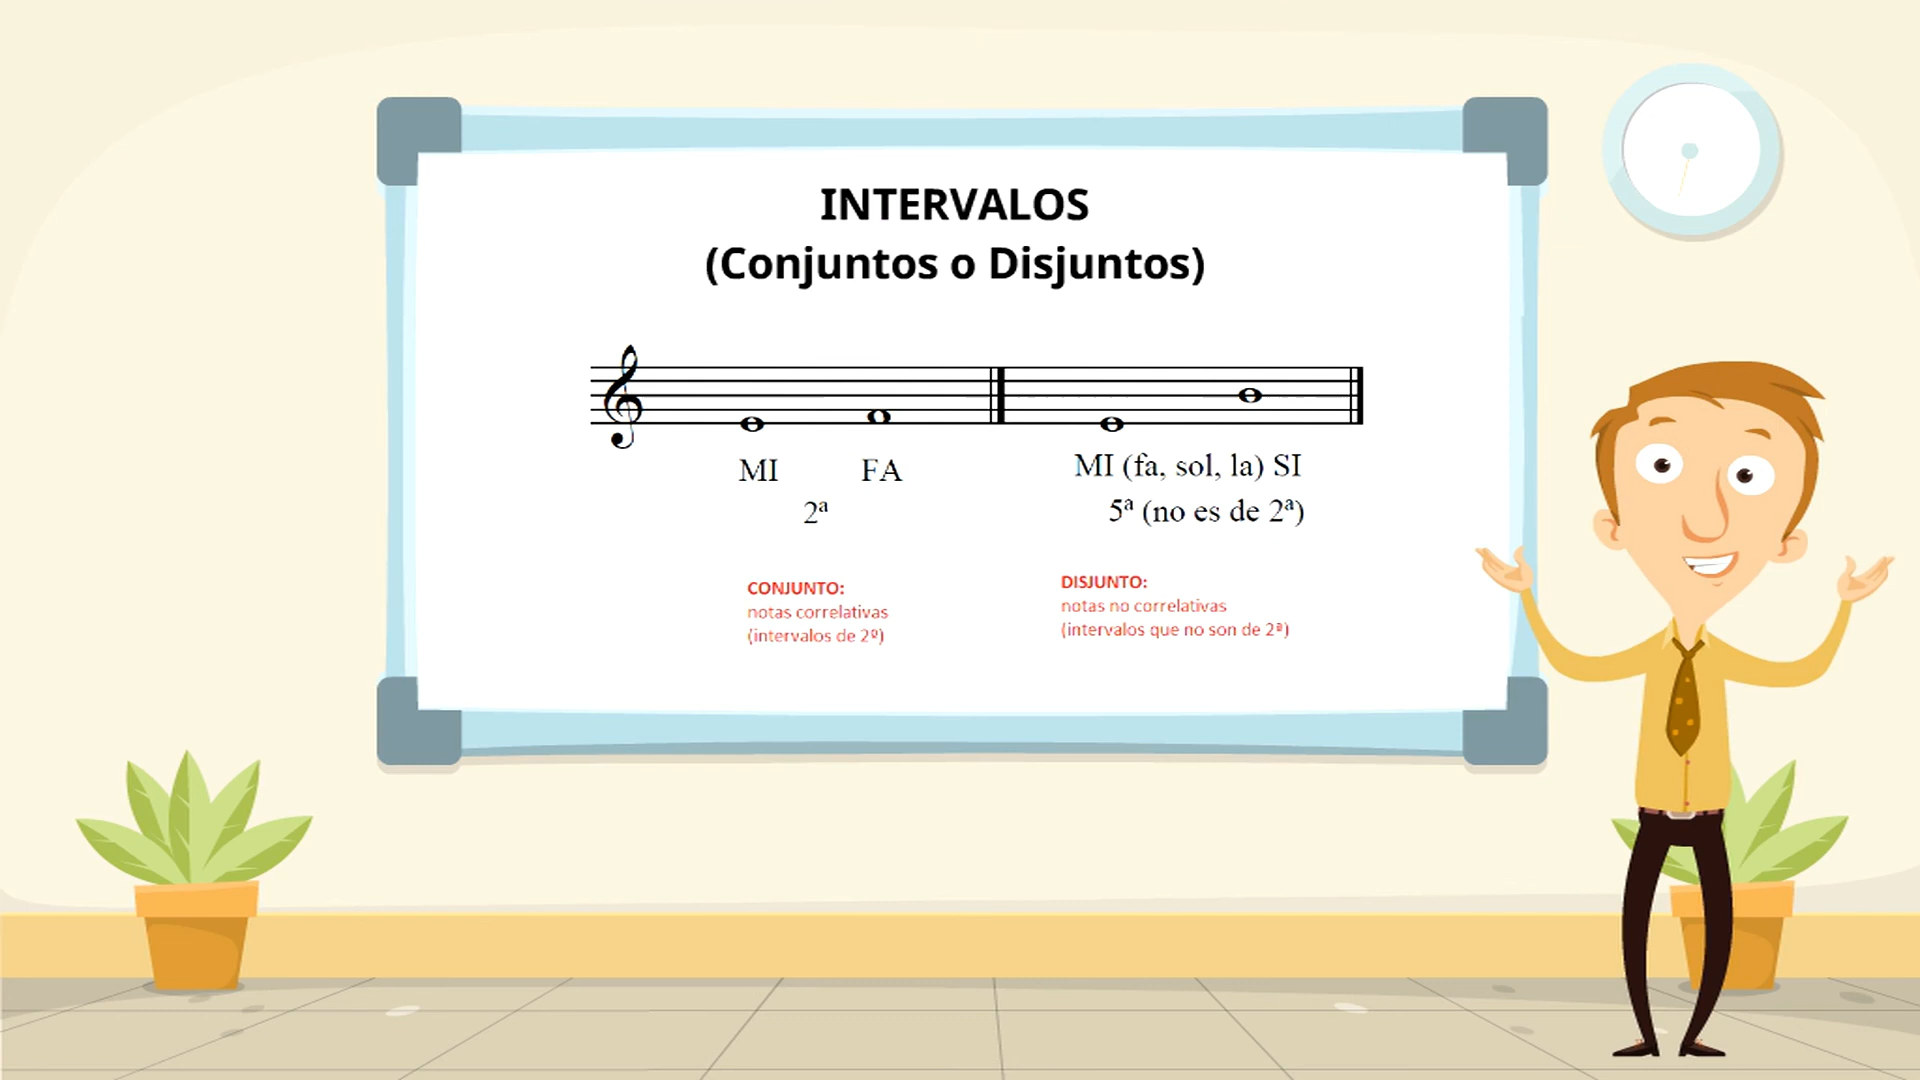 INTERVALOS
(Conjuntos o Disjuntos)
MI FA
2ª
MI (fa, sol, la) SI
5ª (no es de 2ª)
CONJUNTO:
notas correlativas
(intervalos de 2º)
DISJUNTO:
notas no correlativas
(intervalos que no son de 2ª)